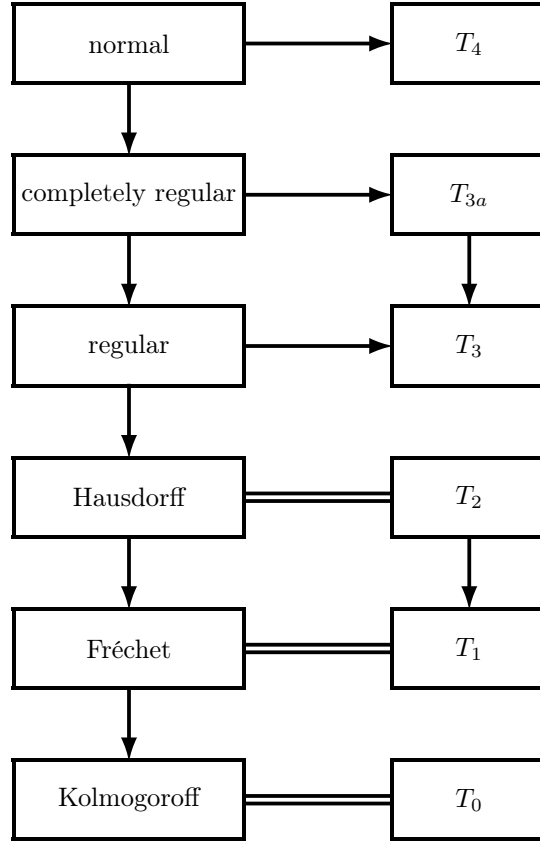 normal T₄
completely regular T₃ₐ
regular T₃
Hausdorff T₂
Fréchet T₁
Kolmogoroff T₀